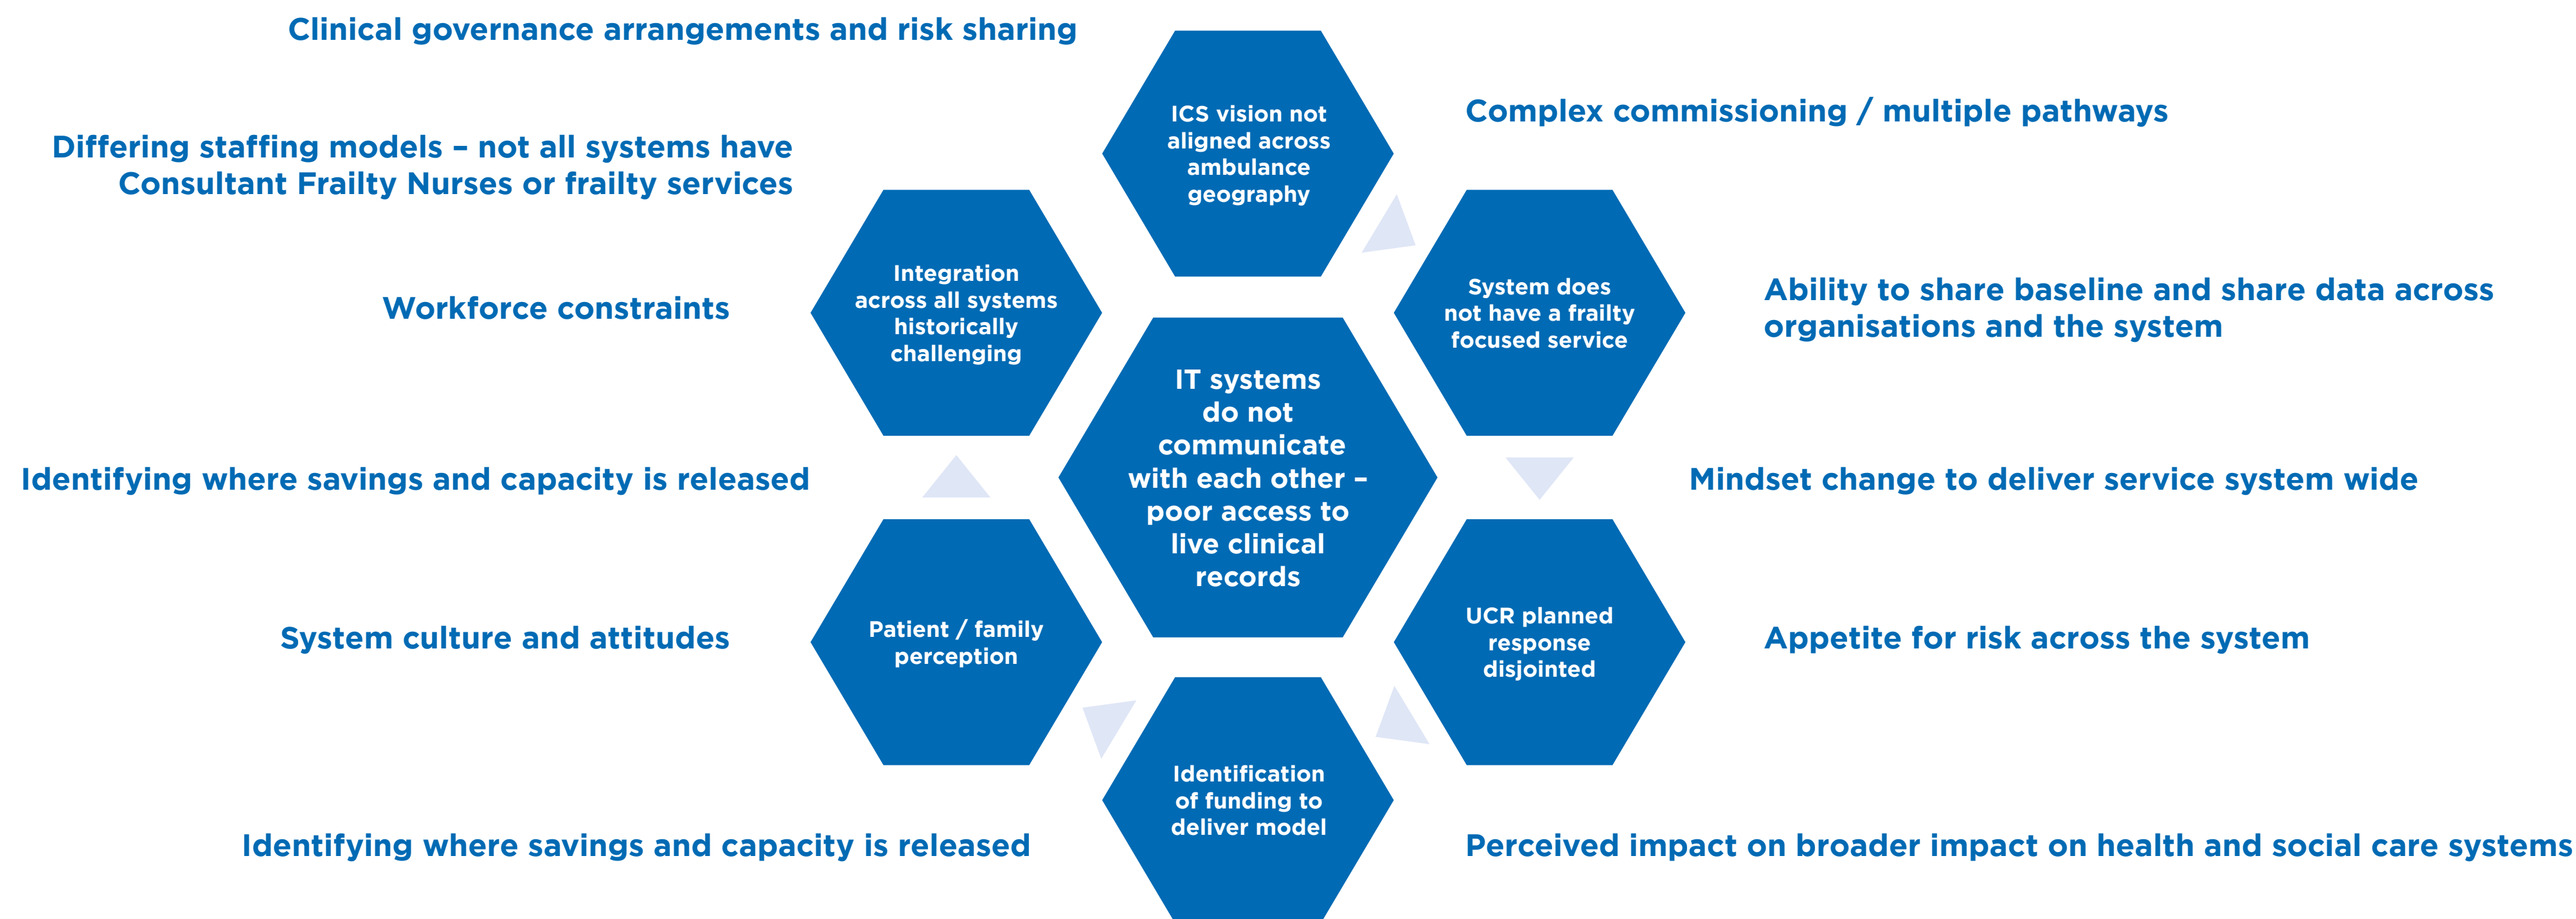 Clinical governance arrangements and risk sharing
Complex commissioning / multiple pathways
Differing staffing models – not all systems have
Consultant Frailty Nurses or frailty services
Workforce constraints
Ability to share baseline and share data across
organisations and the system
Identifying where savings and capacity is released
Mindset change to deliver service system wide
System culture and attitudes
Appetite for risk across the system
Identifying where savings and capacity is released
Perceived impact on broader impact on health and social care systems
ICS vision not
aligned across
ambulance
geography
System does
not have a frailty
focused service
UCR planned
response
disjointed
Identification
of funding to
deliver model
Patient / family
perception
Integration
across all systems
historically
challenging
IT systems
do not
communicate
with each other –
poor access to
live clinical
records